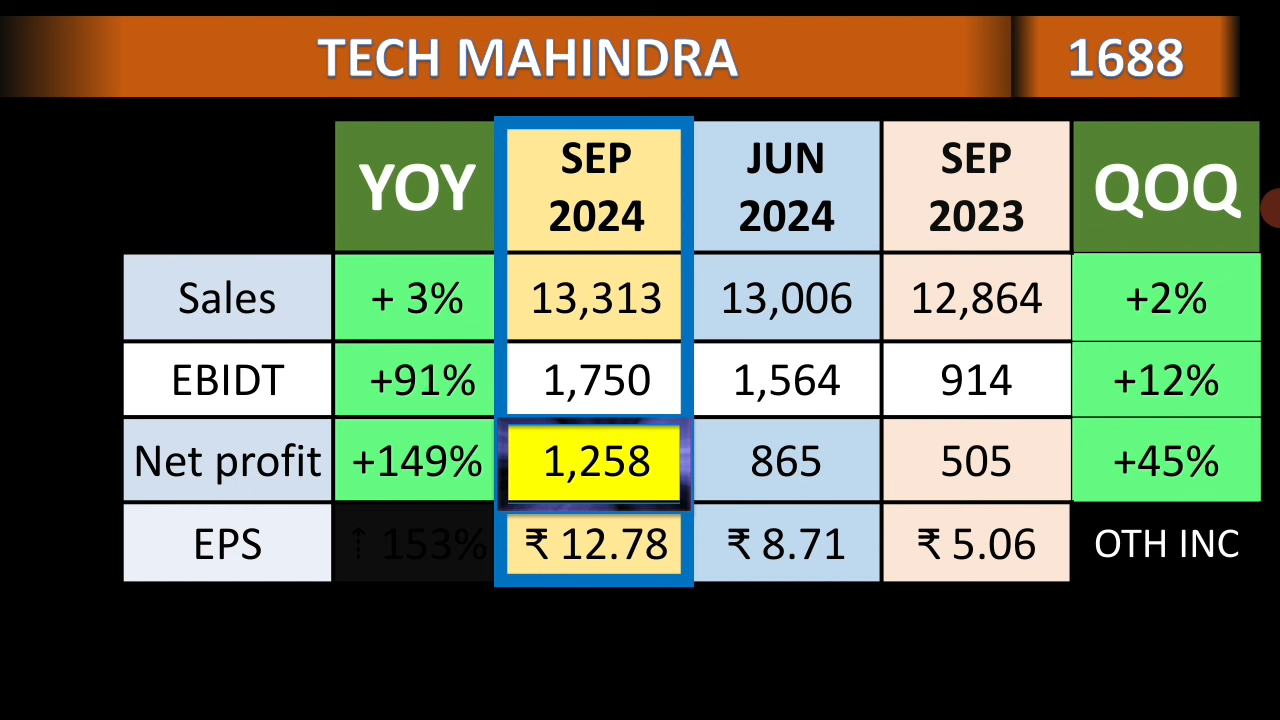 TECH MAHINDRA 1688
YOY SEP 2024 JUN 2024 SEP 2023 QOQ
Sales + 3% 13,313 13,006 12,864 +2%
EBIDT +91% 1,750 1,564 914 +12%
Net profit +149% 1,258 865 505 +45%
EPS ⇡ 153% ₹ 12.78 ₹ 8.71 ₹ 5.06 OTH INC